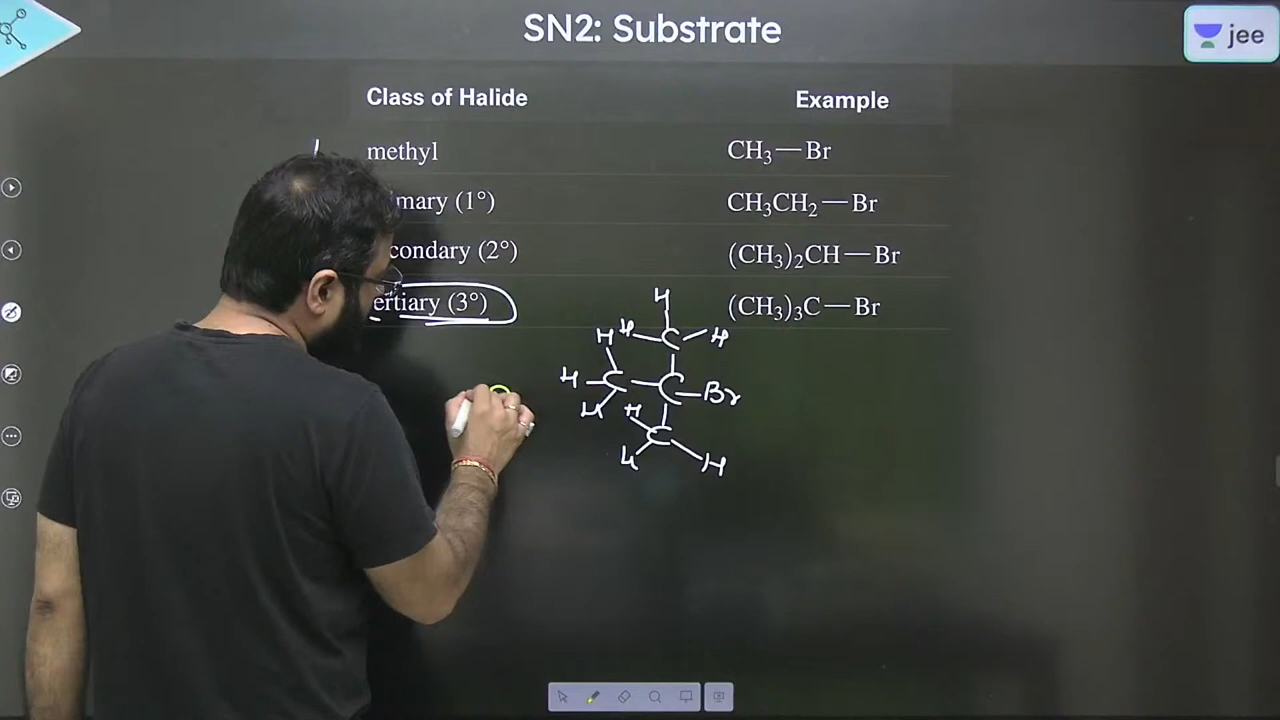 SN2: Substrate
jee
Class of Halide Example
methyl CH₃—Br
imary (1°) CH₃CH₂—Br
condary (2°) (CH₃)₂CH—Br
ertiary (3°) (CH₃)₃C—Br
H
H H C H
H C C Br
H H
C
H H